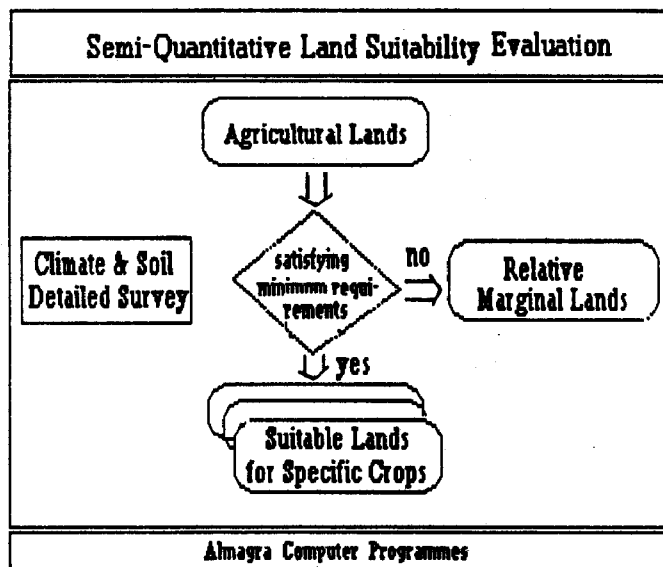 Semi-Quantitative Land Suitability Evaluation
Agricultural Lands
Climate & Soil
Detailed Survey
satisfying
minimum requi-
rements
no
Relative
Marginal Lands
yes
Suitable Lands
for Specific Crops
Almagra Computer Programmes